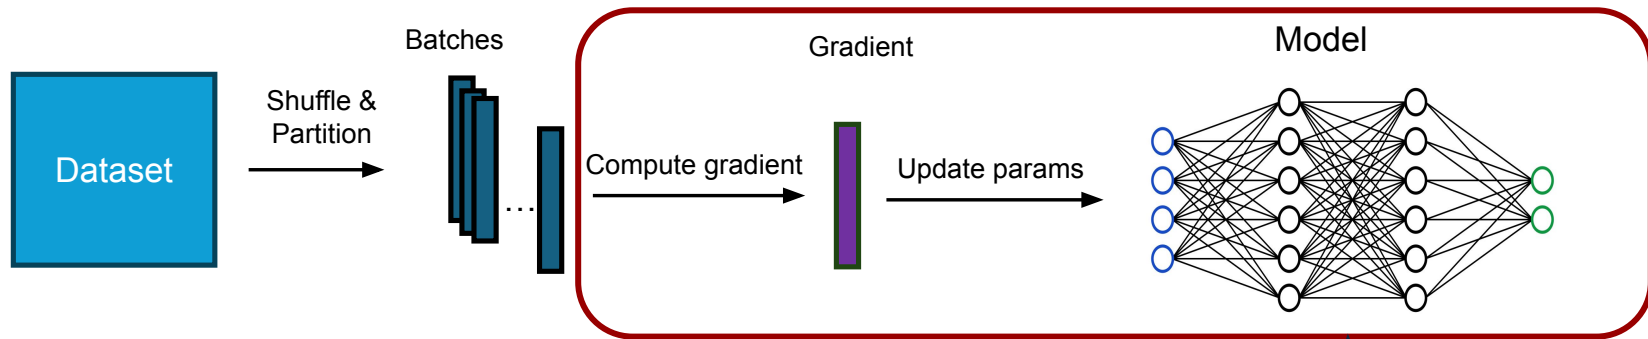 Dataset
Shuffle &
Partition
Batches
...
Compute gradient
Gradient
Update params
Model